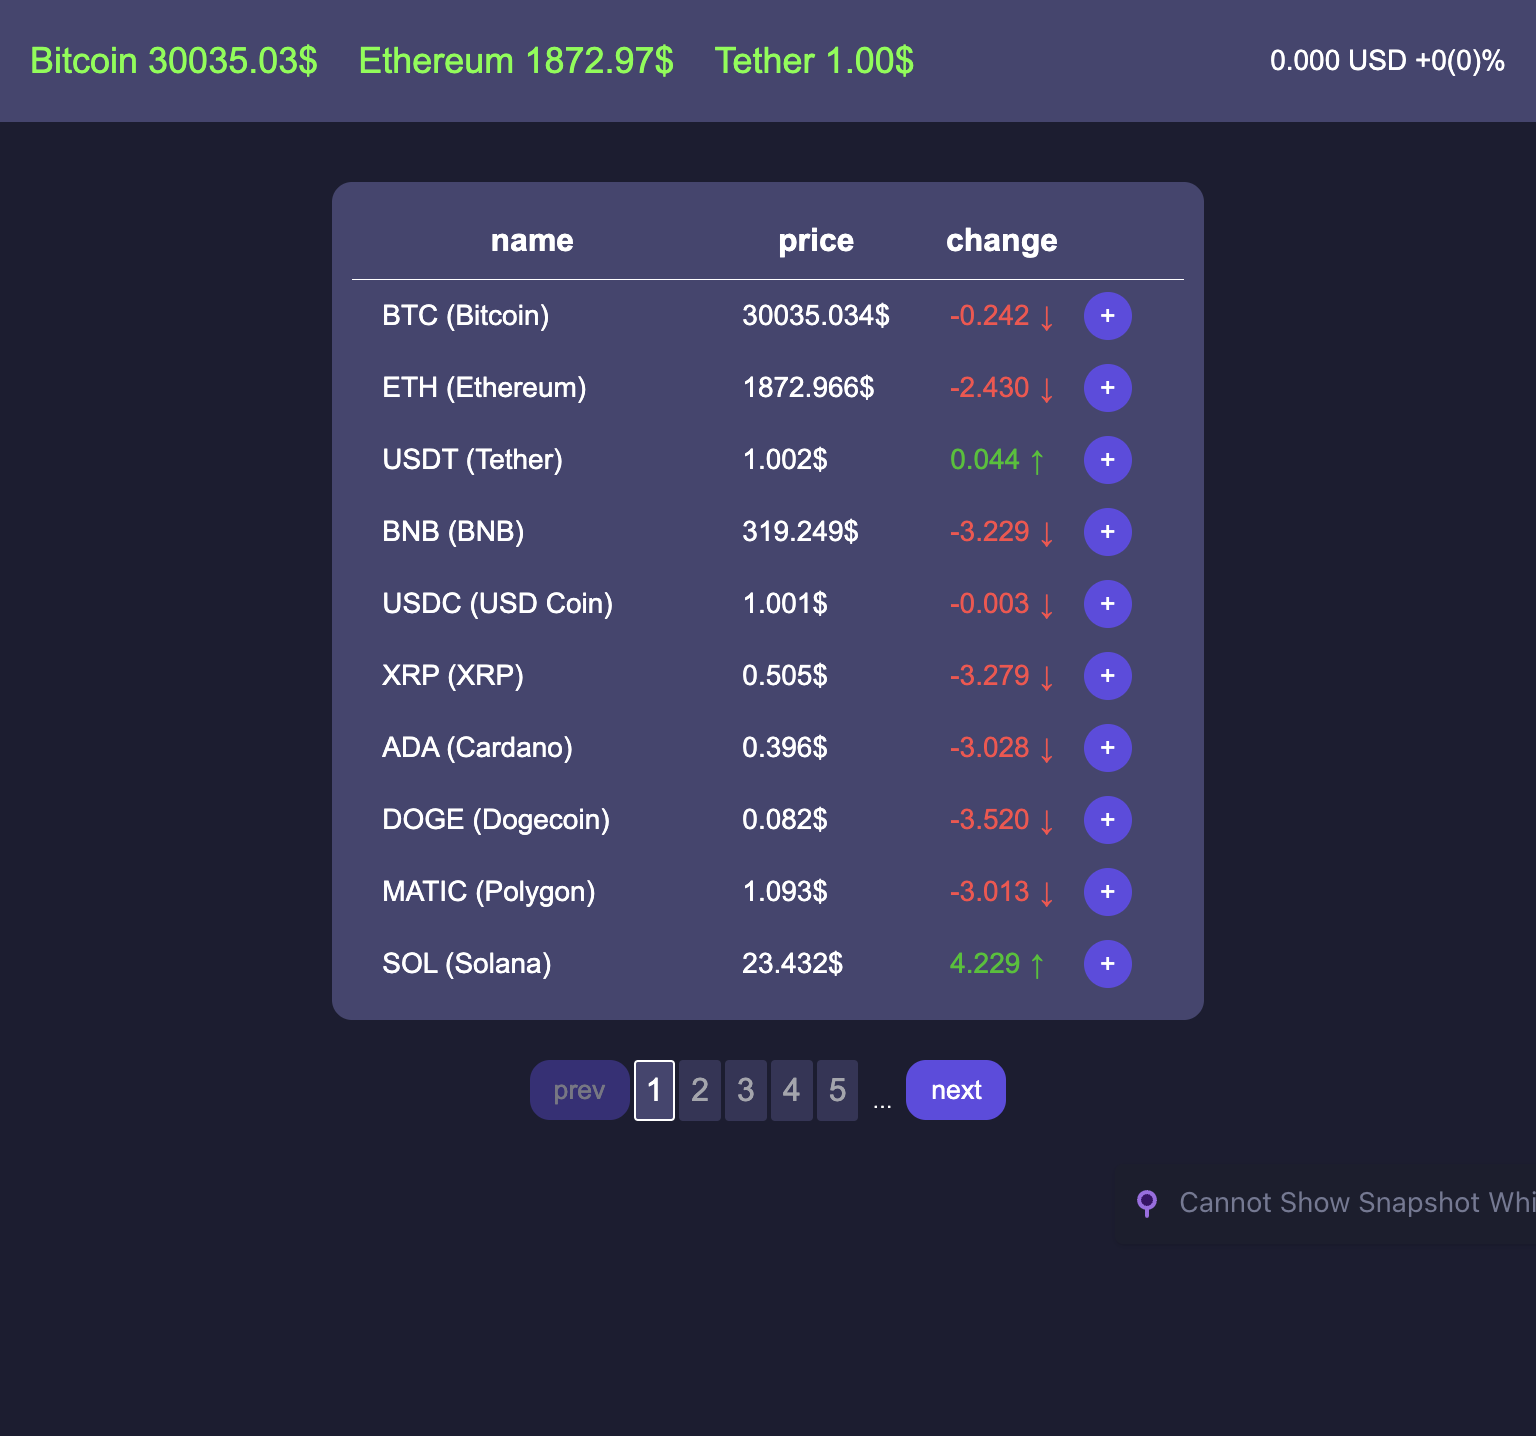 Bitcoin 30035.03$ Ethereum 1872.97$ Tether 1.00$ 0.000 USD +0(0)%
name price change
BTC (Bitcoin) 30035.034$ -0.242 ↓ +
ETH (Ethereum) 1872.966$ -2.430 ↓ +
USDT (Tether) 1.002$ 0.044 ↑ +
BNB (BNB) 319.249$ -3.229 ↓ +
USDC (USD Coin) 1.001$ -0.003 ↓ +
XRP (XRP) 0.505$ -3.279 ↓ +
ADA (Cardano) 0.396$ -3.028 ↓ +
DOGE (Dogecoin) 0.082$ -3.520 ↓ +
MATIC (Polygon) 1.093$ -3.013 ↓ +
SOL (Solana) 23.432$ 4.229 ↑ +
prev 1 2 3 4 5 ... next
Cannot Show Snapshot Whi